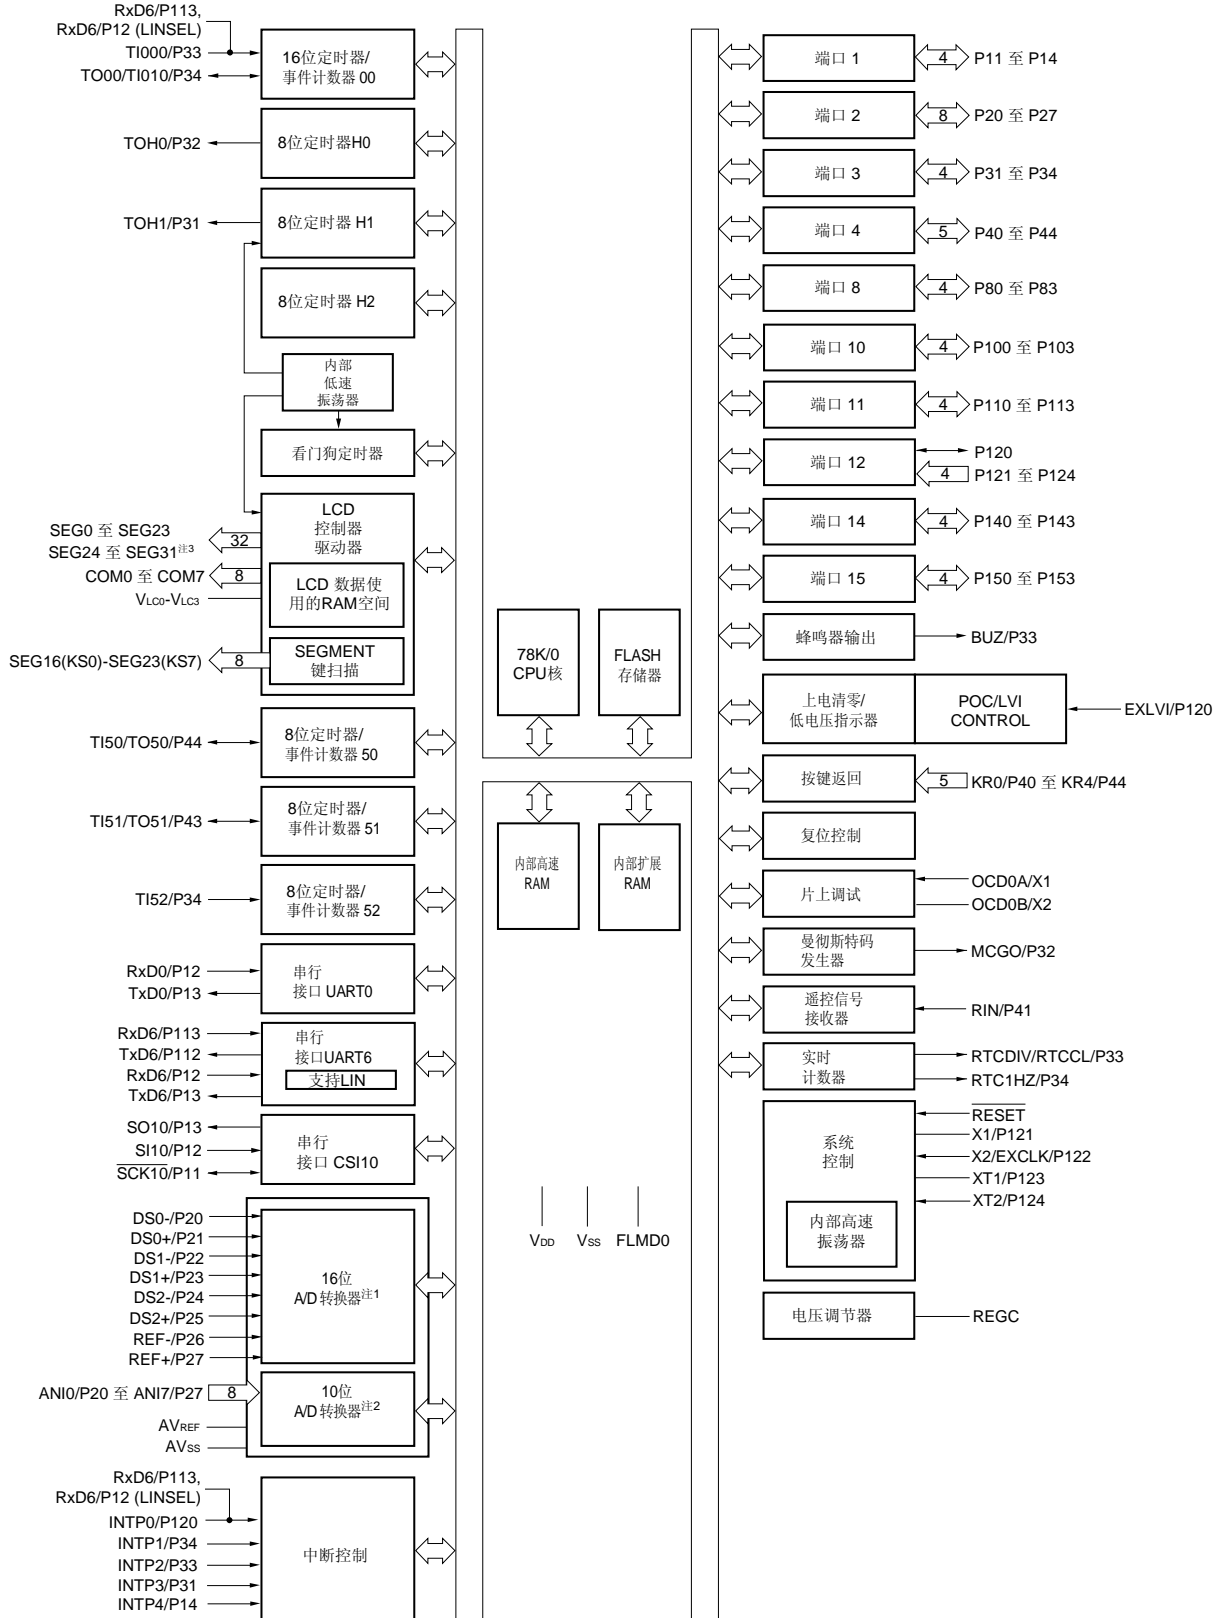 RxD6/P113,
RxD6/P12 (LINSEL)
TI000/P33
TO00/TI010/P34
16位定时器/
事件计数器 00
TOH0/P32
8位定时器H0
TOH1/P31
8位定时器 H1
8位定时器 H2
内部
低速
振荡器
看门狗定时器
SEG0 至 SEG23
SEG24 至 SEG31注3
32
COM0 至 COM7
8
VLC0-VLC3
LCD
控制器
驱动器
LCD 数据使
用的RAM空间
SEG16(KS0)-SEG23(KS7)
8
SEGMENT
键扫描
TI50/TO50/P44
8位定时器/
事件计数器 50
TI51/TO51/P43
8位定时器/
事件计数器 51
TI52/P34
8位定时器/
事件计数器 52
RxD0/P12
TxD0/P13
串行
接口 UART0
RxD6/P113
TxD6/P112
RxD6/P12
TxD6/P13
串行
接口UART6
支持LIN
SO10/P13
SI10/P12
SCK10/P11
串行
接口 CSI10
DS0-/P20
DS0+/P21
DS1-/P22
DS1+/P23
DS2-/P24
DS2+/P25
REF-/P26
REF+/P27
16位
A/D 转换器注1
ANI0/P20 至 ANI7/P27
8
10位
A/D 转换器注2
AVREF
AVSS
RxD6/P113,
RxD6/P12 (LINSEL)
INTP0/P120
INTP1/P34
INTP2/P33
INTP3/P31
INTP4/P14
中断控制
78K/0
CPU核
FLASH
存储器
内部高速
RAM
内部扩展
RAM
VDD
VSS
FLMD0
端口 1
4
P11 至 P14
端口 2
8
P20 至 P27
端口 3
4
P31 至 P34
端口 4
5
P40 至 P44
端口 8
4
P80 至 P83
端口 10
4
P100 至 P103
端口 11
4
P110 至 P113
端口 12
P120
4
P121 至 P124
端口 14
4
P140 至 P143
端口 15
4
P150 至 P153
蜂鸣器输出
BUZ/P33
上电清零/
低电压指示器
POC/LVI
CONTROL
EXLVI/P120
按键返回
5
KR0/P40 至 KR4/P44
复位控制
片上调试
OCD0A/X1
OCD0B/X2
曼彻斯特码
发生器
MCGO/P32
遥控信号
接收器
RIN/P41
实时
计数器
RTCDIV/RTCCL/P33
RTC1HZ/P34
系统
控制
RESET
X1/P121
X2/EXCLK/P122
XT1/P123
XT2/P124
内部高速
振荡器
电压调节器
REGC